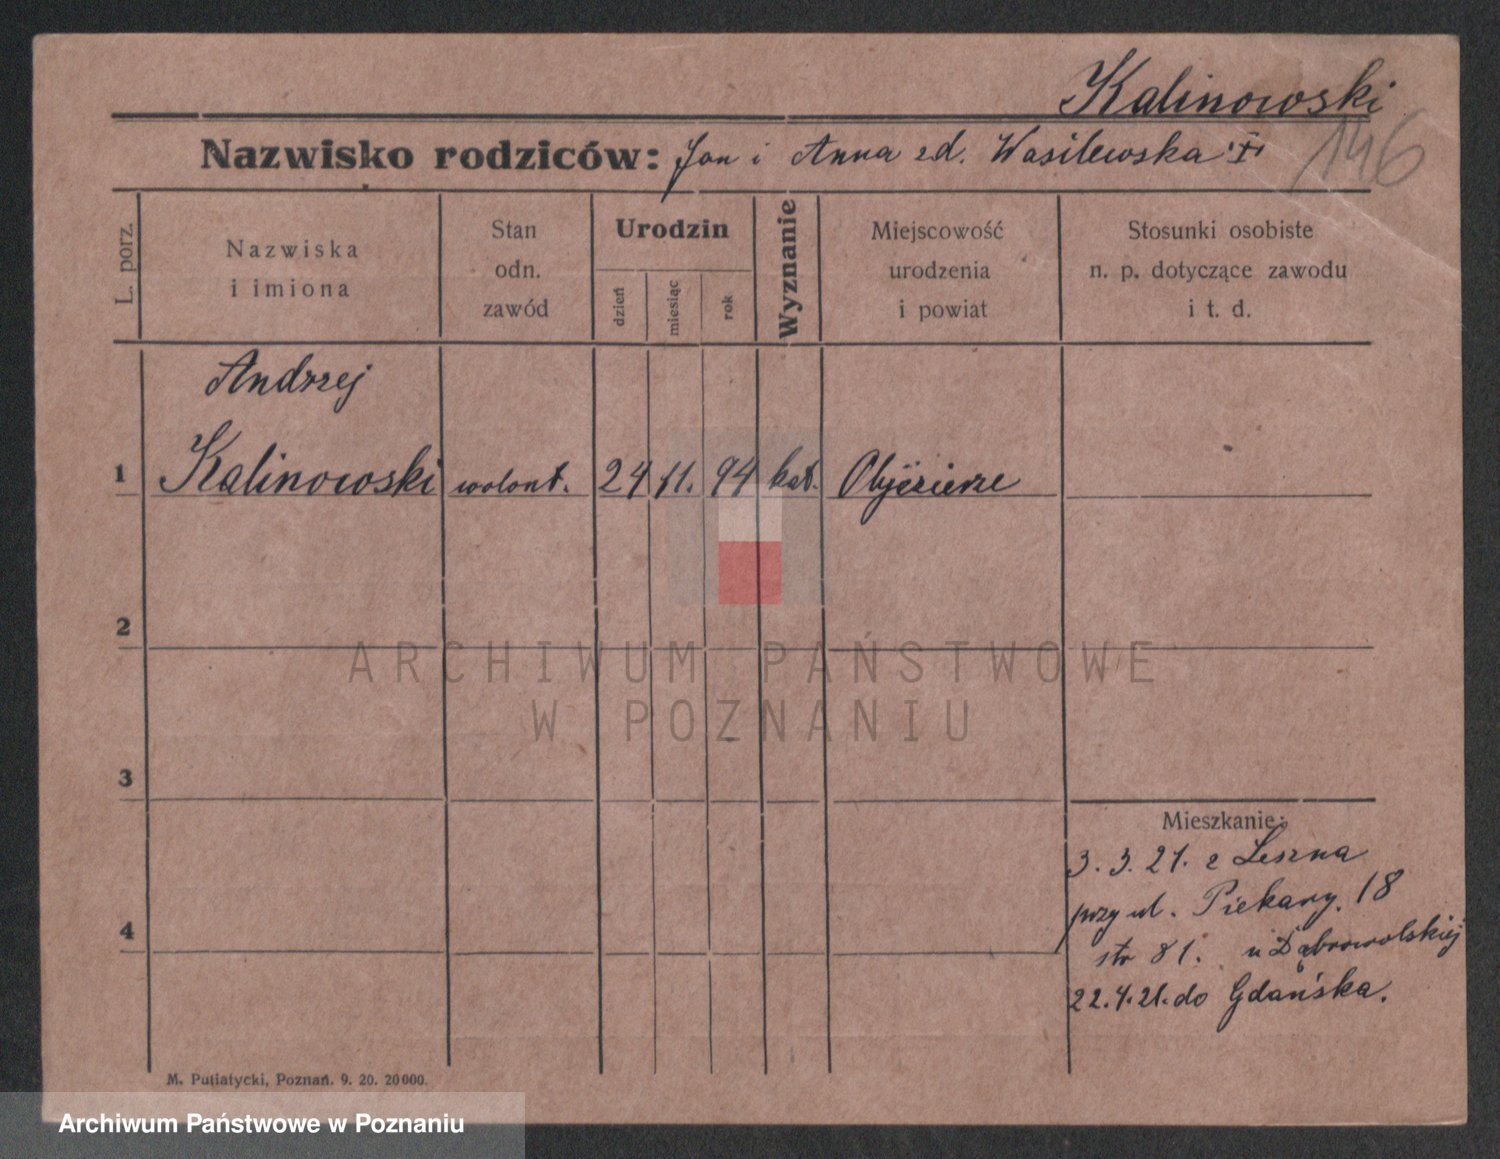 Kalinowski
146
Nazwisko rodziców: Jan i Anna zd. Wasilewska
L. porz.
Nazwiska
i imiona
Stan
odn.
zawód
Urodzin
dzień
miesiąc
rok
Wyznanie
Miejscowość
urodzenia
i powiat
Stosunki osobiste
n. p. dotyczące zawodu
i t. d.
Andrzej
1 Kalinowski wolont. 24 11. 94 kat.
2
3
4
ARCHIWUM PAŃSTWOWE
W POZNANIU
Mieszkanie:
3. 3. 21. z Leszna
przy ul. Piekary. 18
str 81. u Dąbrowolskiej
22.4.21. do Gdańska.
M. Putiatycki, Poznań. 9. 20. 20000.
Archiwum Państwowe w Poznaniu